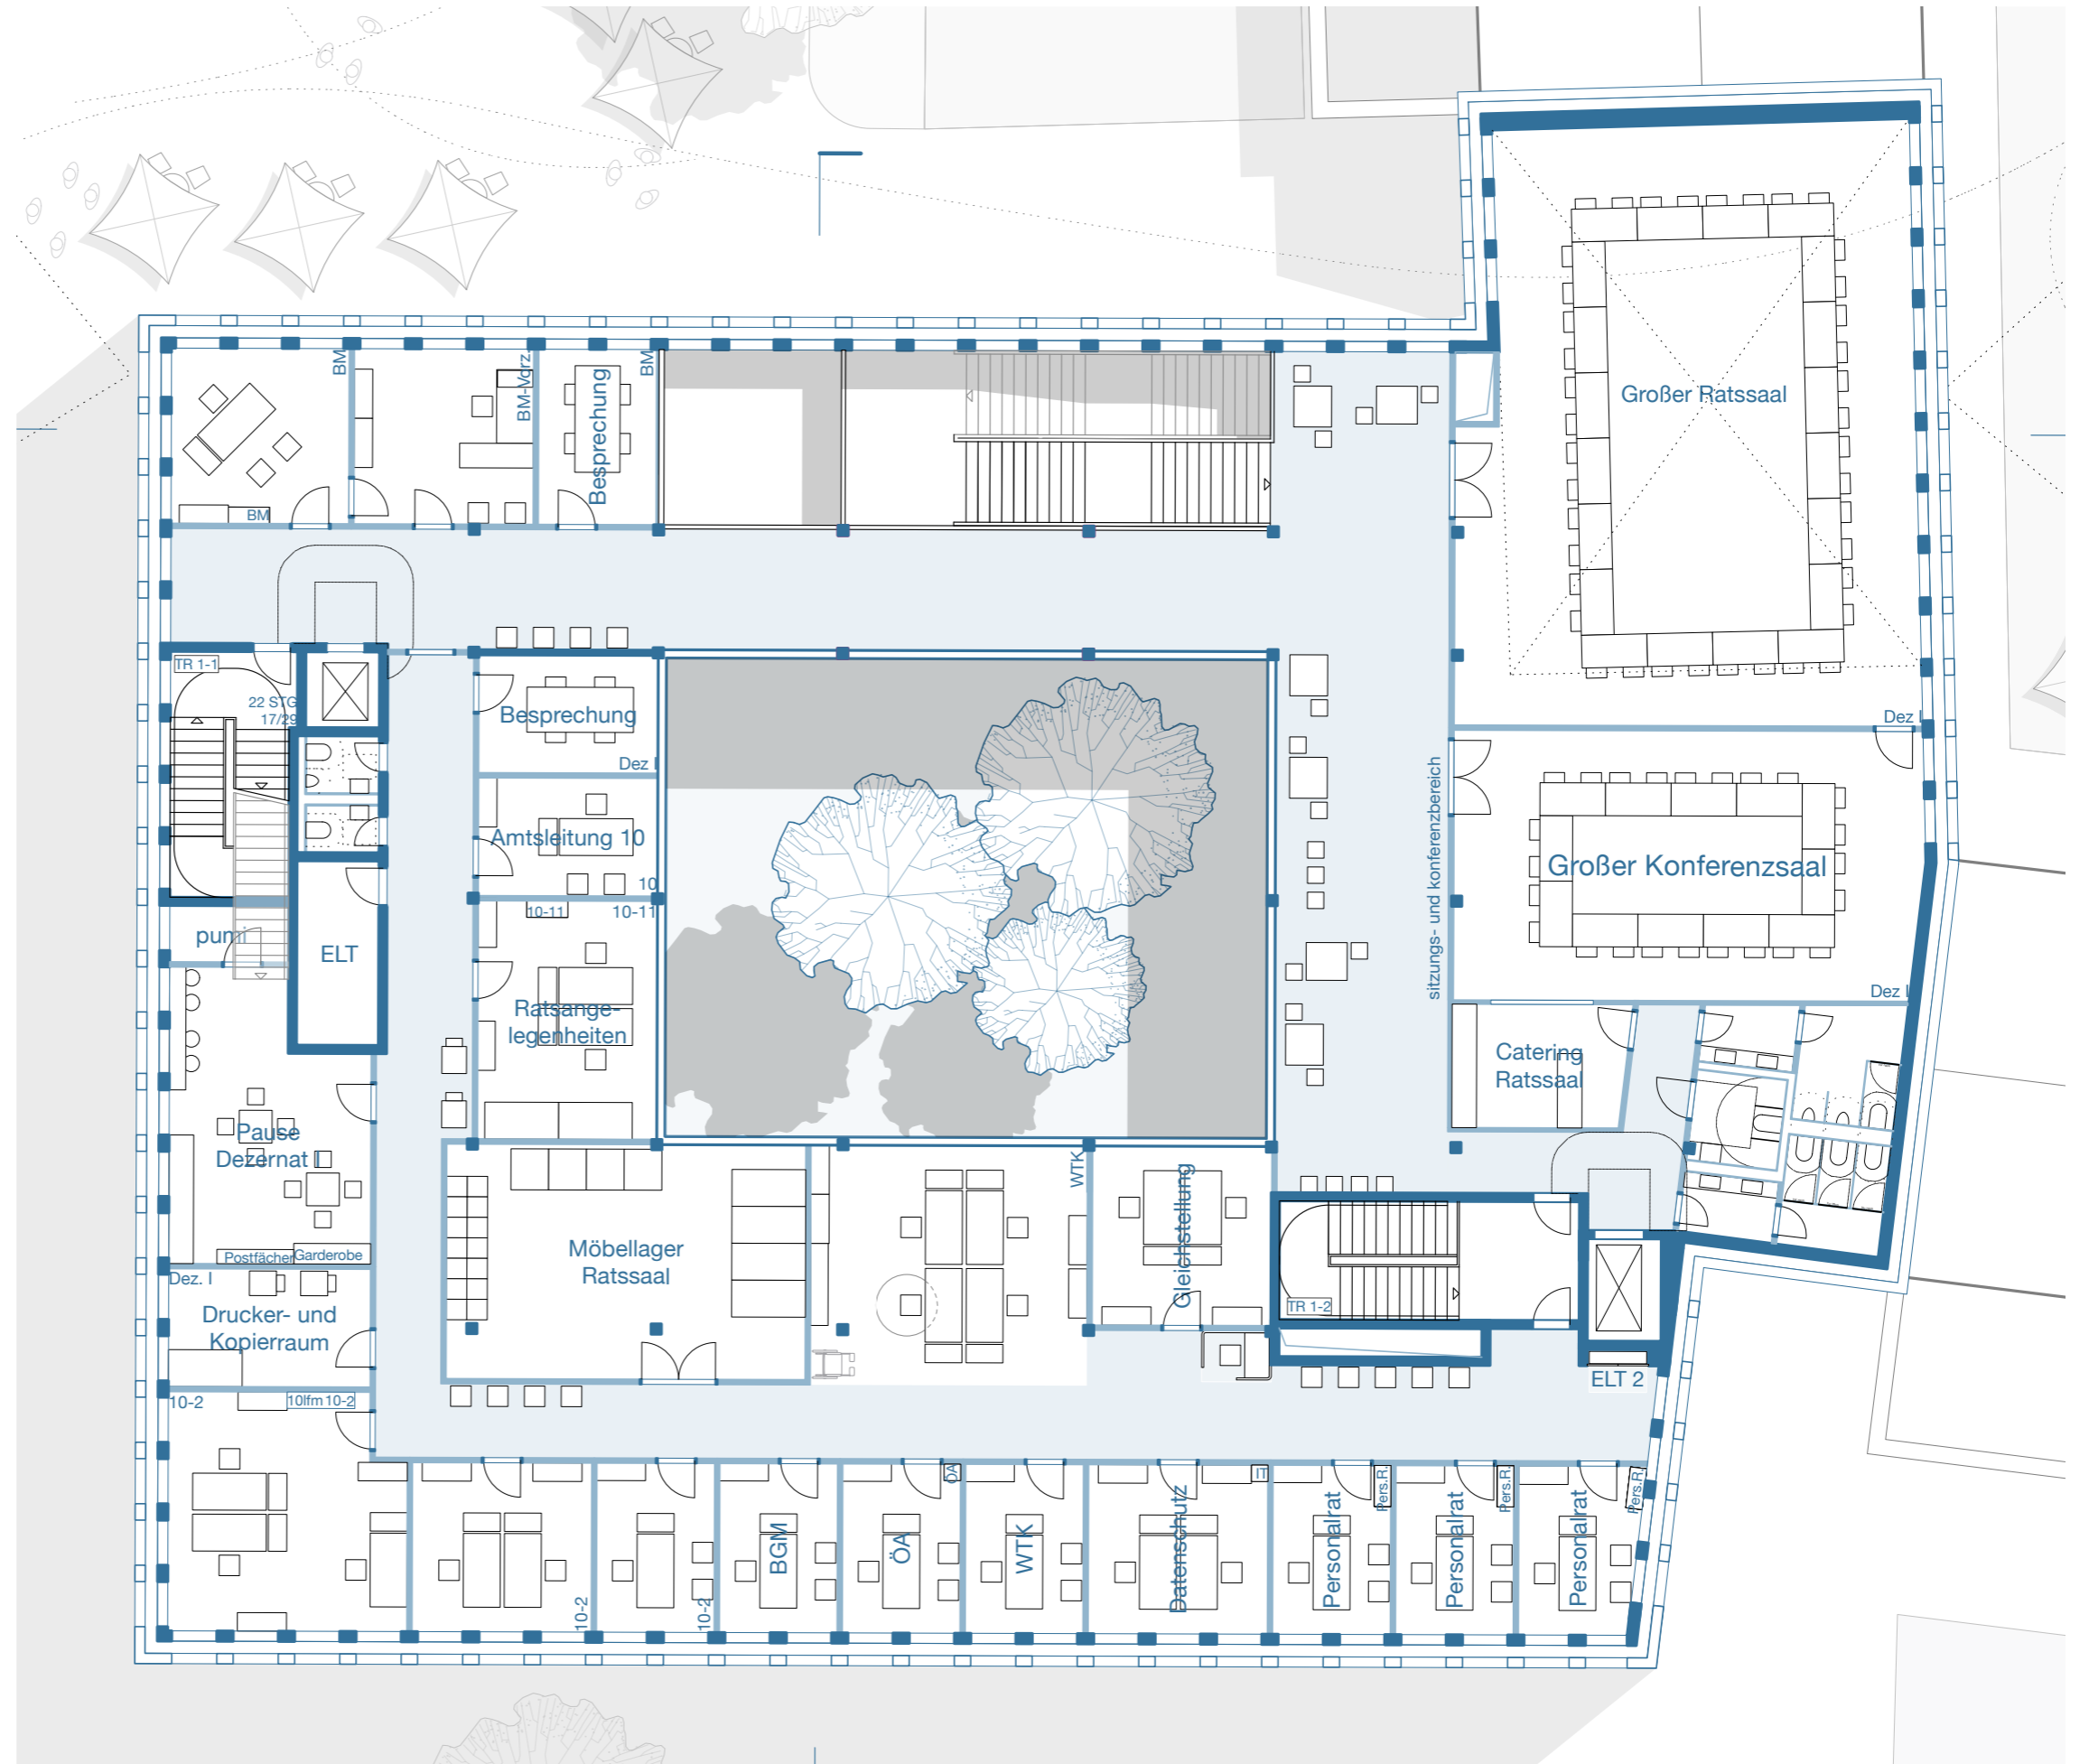 BM
BM-Vorz.
Besprechung
BM
BM
Großer Ratssaal
TR 1-1
22 STG
17/29
Besprechung
Dez I
Dez I
Amtsleitung 10
10
10-11
10-11
pumi
ELT
Ratsange-
legenheiten
sitzungs- und konferenzbereich
Großer Konferenzsaal
Dez I
Catering
Ratssaal
Pause
Dezernat I
Postfächer
Garderobe
Dez. I
Drucker- und
Kopierraum
Möbellager
Ratssaal
WTK
Gleichstellung
TR 1-2
ELT 2
10-2
10lfm 10-2
10-2
10-2
BGM
ÖA
ÖA
WTK
Datenschutz
IT
Personalrat
Pers.R.
Personalrat
Pers.R.
Personalrat
Pers.R.